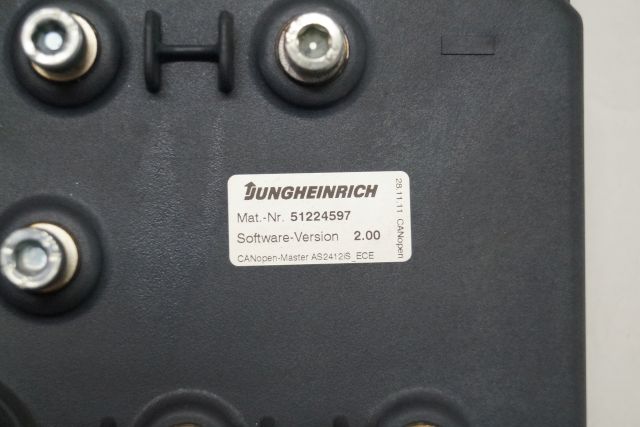 JUNGHEINRICH
Mat.-Nr. 51224597
Software-Version 2.00
CANopen-Master AS2412iS_ECE
28.11.11 CANopen